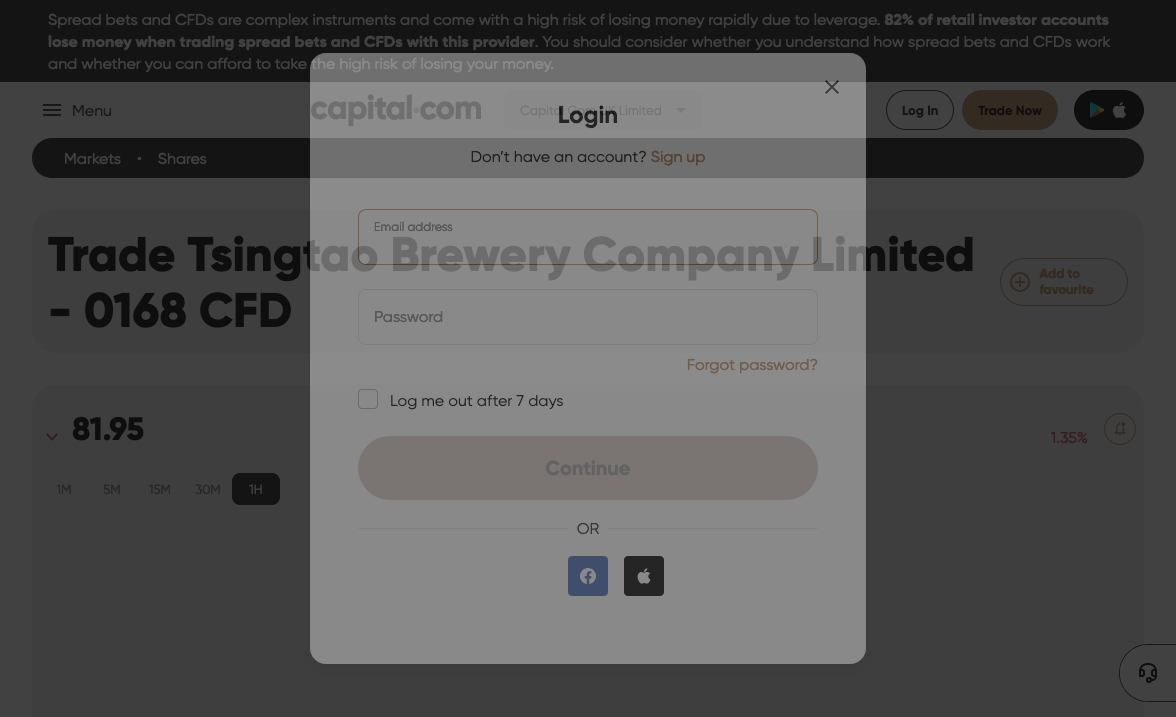 Spread bets and CFDs are complex instruments and come with a high risk of losing money rapidly due to leverage. 82% of retail investor accounts
lose money when trading spread bets and CFDs with this provider. You should consider whether you understand how spread bets and CFDs work
and whether you can afford to take the high risk of losing your money.
Menu
capital.com
Capital Com UK Limited
Log In
Trade Now
Markets • Shares
Login
Don't have an account? Sign up
Email address
Trade Tsingtao Brewery Company Limited
- 0168 CFD
Add to
favourite
Password
Forgot password?
Log me out after 7 days
81.95
1.35%
Continue
1M
5M
15M
30M
1H
OR